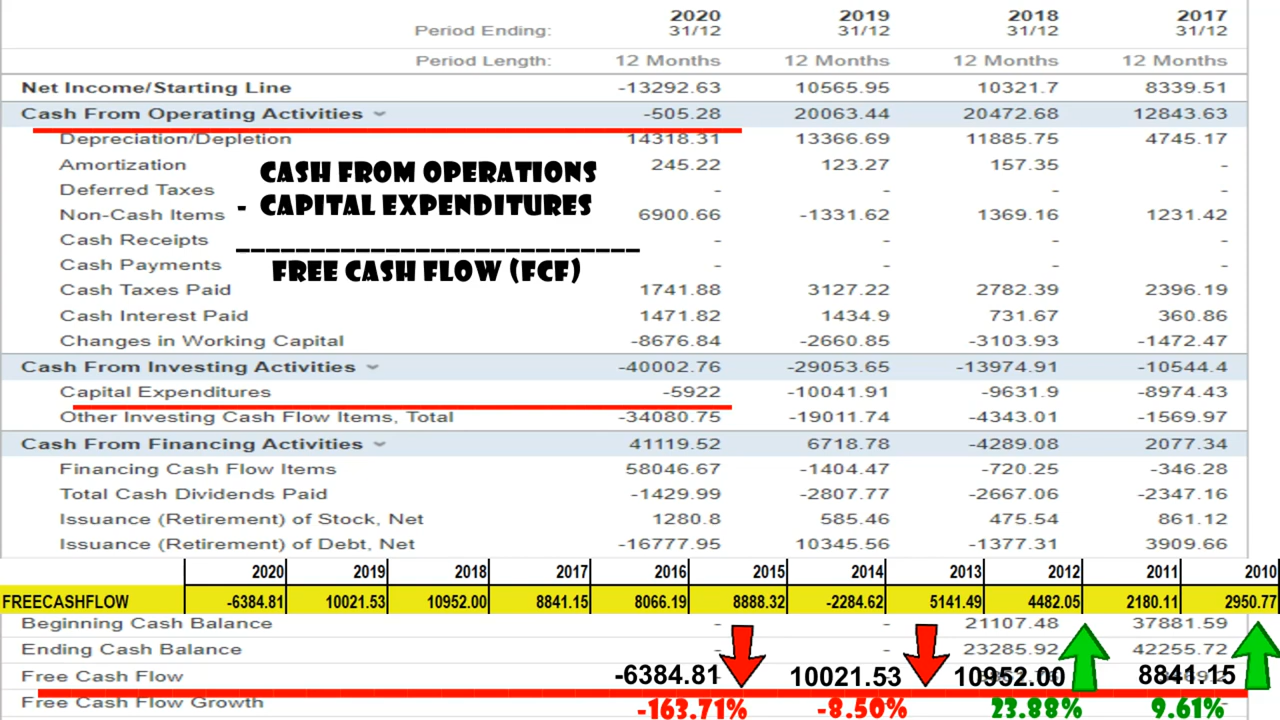 2020 2019 2018 2017
Period Ending: 31/12 31/12 31/12 31/12
Period Length: 12 Months 12 Months 12 Months 12 Months
Net Income/Starting Line -13292.63 10565.95 10321.7 8339.51
Cash From Operating Activities -505.28 20063.44 20472.68 12843.63
Depreciation/Depletion 14318.31 13366.69 11885.75 4745.17
Amortization 245.22 123.27 157.35 -
Deferred Taxes - - - -
Non-Cash Items 6900.66 -1331.62 1369.16 1231.42
Cash Receipts - - - -
Cash Payments - - - -
Cash Taxes Paid 1741.88 3127.22 2782.39 2396.19
Cash Interest Paid 1471.82 1434.9 731.67 360.86
Changes in Working Capital -8676.84 -2660.85 -3103.93 -1472.47
CASH FROM OPERATIONS
- CAPITAL EXPENDITURES
FREE CASH FLOW (FCF)
Cash From Investing Activities -40002.76 -29053.65 -13974.91 -10544.4
Capital Expenditures -5922 -10041.91 -9631.9 -8974.43
Other Investing Cash Flow Items, Total -34080.75 -19011.74 -4343.01 -1569.97
Cash From Financing Activities 41119.52 6718.78 -4289.08 2077.34
Financing Cash Flow Items 58046.67 -1404.47 -720.25 -346.28
Total Cash Dividends Paid -1429.99 -2807.77 -2667.06 -2347.16
Issuance (Retirement) of Stock, Net 1280.8 585.46 475.54 861.12
Issuance (Retirement) of Debt, Net -16777.95 10345.56 -1377.31 3909.66
2020 2019 2018 2017 2016 2015 2014 2013 2012 2011 2010
FREECASHFLOW -6384.81 10021.53 10952.00 8841.15 8066.19 8888.32 -2284.62 5141.49 4482.05 2180.11 2950.77
Beginning Cash Balance - - 21107.48 37881.59
Ending Cash Balance - - 23285.92 42255.72
Free Cash Flow -6384.81 10021.53 10952.00 8841.15
Free Cash Flow Growth -163.71% -8.50% 23.88% 9.61%